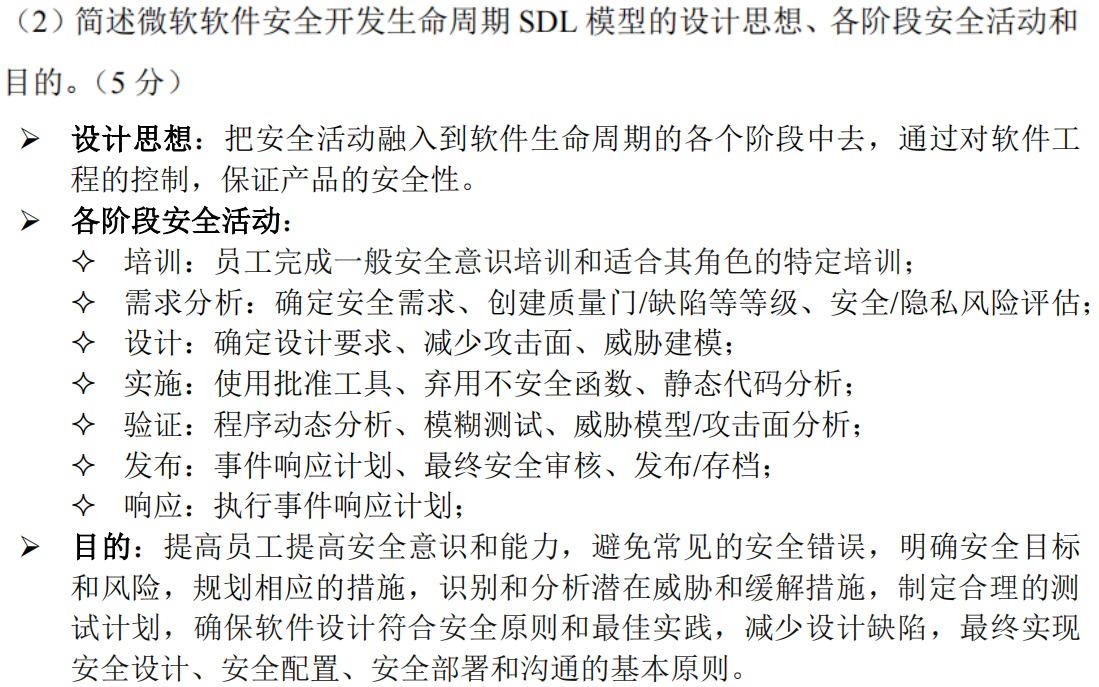 （2）简述微软软件安全开发生命周期 SDL 模型的设计思想、各阶段安全活动和
目的。（5 分）
➢ 设计思想：把安全活动融入到软件生命周期的各个阶段中去，通过对软件工
程的控制，保证产品的安全性。
➢ 各阶段安全活动：
✧ 培训：员工完成一般安全意识培训和适合其角色的特定培训；
✧ 需求分析：确定安全需求、创建质量门/缺陷等等级、安全/隐私风险评估；
✧ 设计：确定设计要求、减少攻击面、威胁建模；
✧ 实施：使用批准工具、弃用不安全函数、静态代码分析；
✧ 验证：程序动态分析、模糊测试、威胁模型/攻击面分析；
✧ 发布：事件响应计划、最终安全审核、发布/存档；
✧ 响应：执行事件响应计划；
➢ 目的：提高员工提高安全意识和能力，避免常见的安全错误，明确安全目标
和风险，规划相应的措施，识别和分析潜在威胁和缓解措施，制定合理的测
试计划，确保软件设计符合安全原则和最佳实践，减少设计缺陷，最终实现
安全设计、安全配置、安全部署和沟通的基本原则。